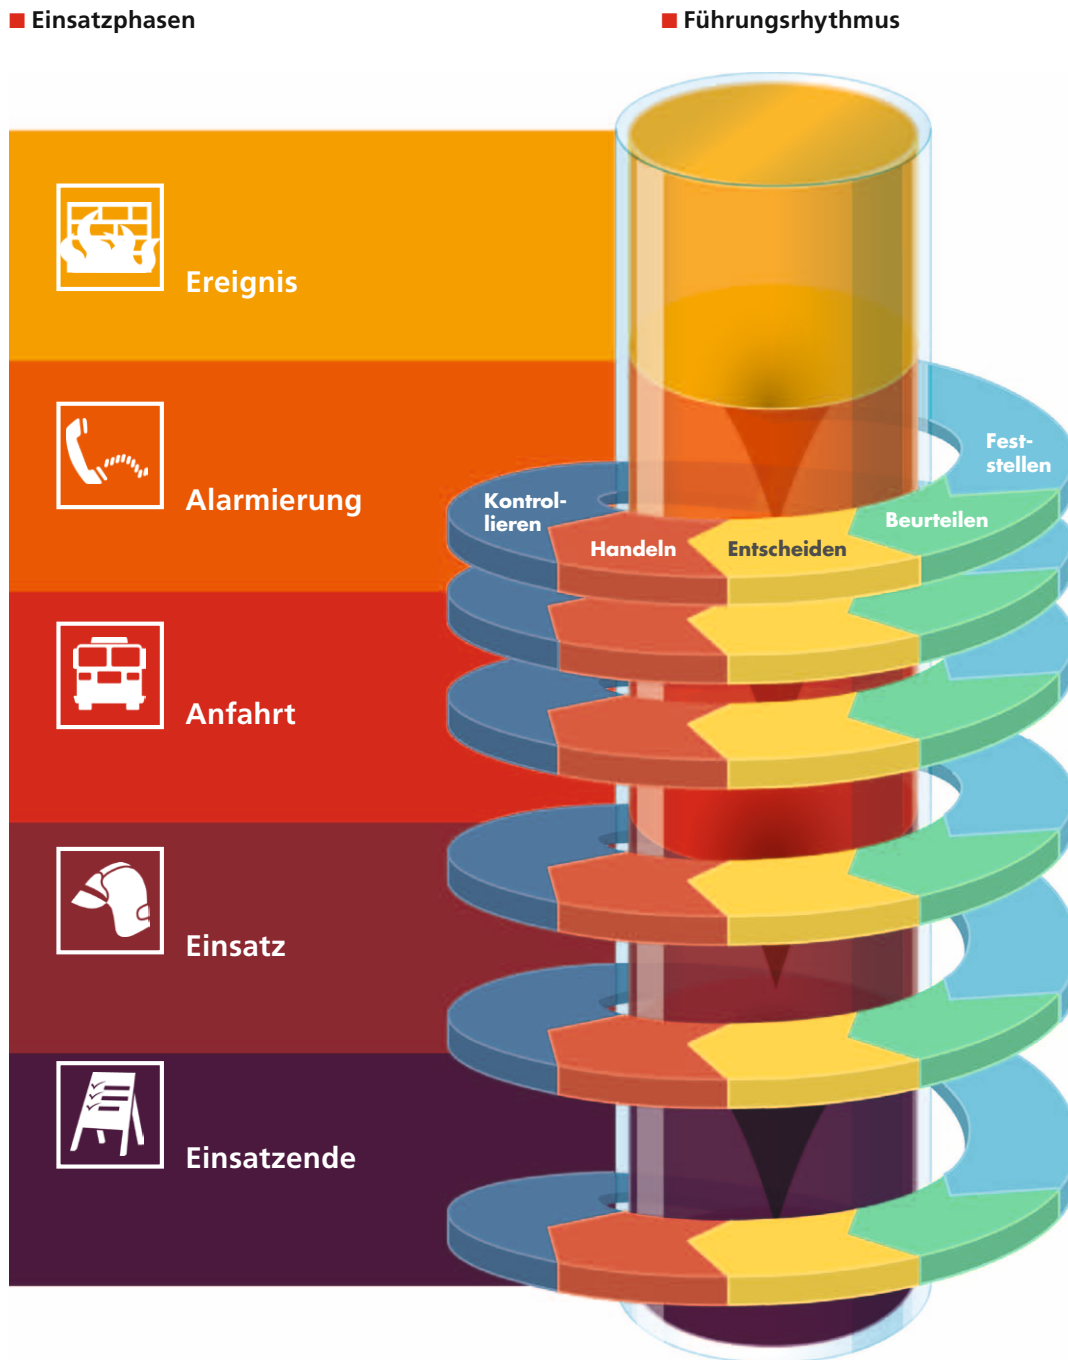 Einsatzphasen
Führungsrhythmus
Ereignis
Alarmierung
Anfahrt
Einsatz
Einsatzende
Fest-
stellen
Beurteilen
Entscheiden
Handeln
Kontrol-
lieren